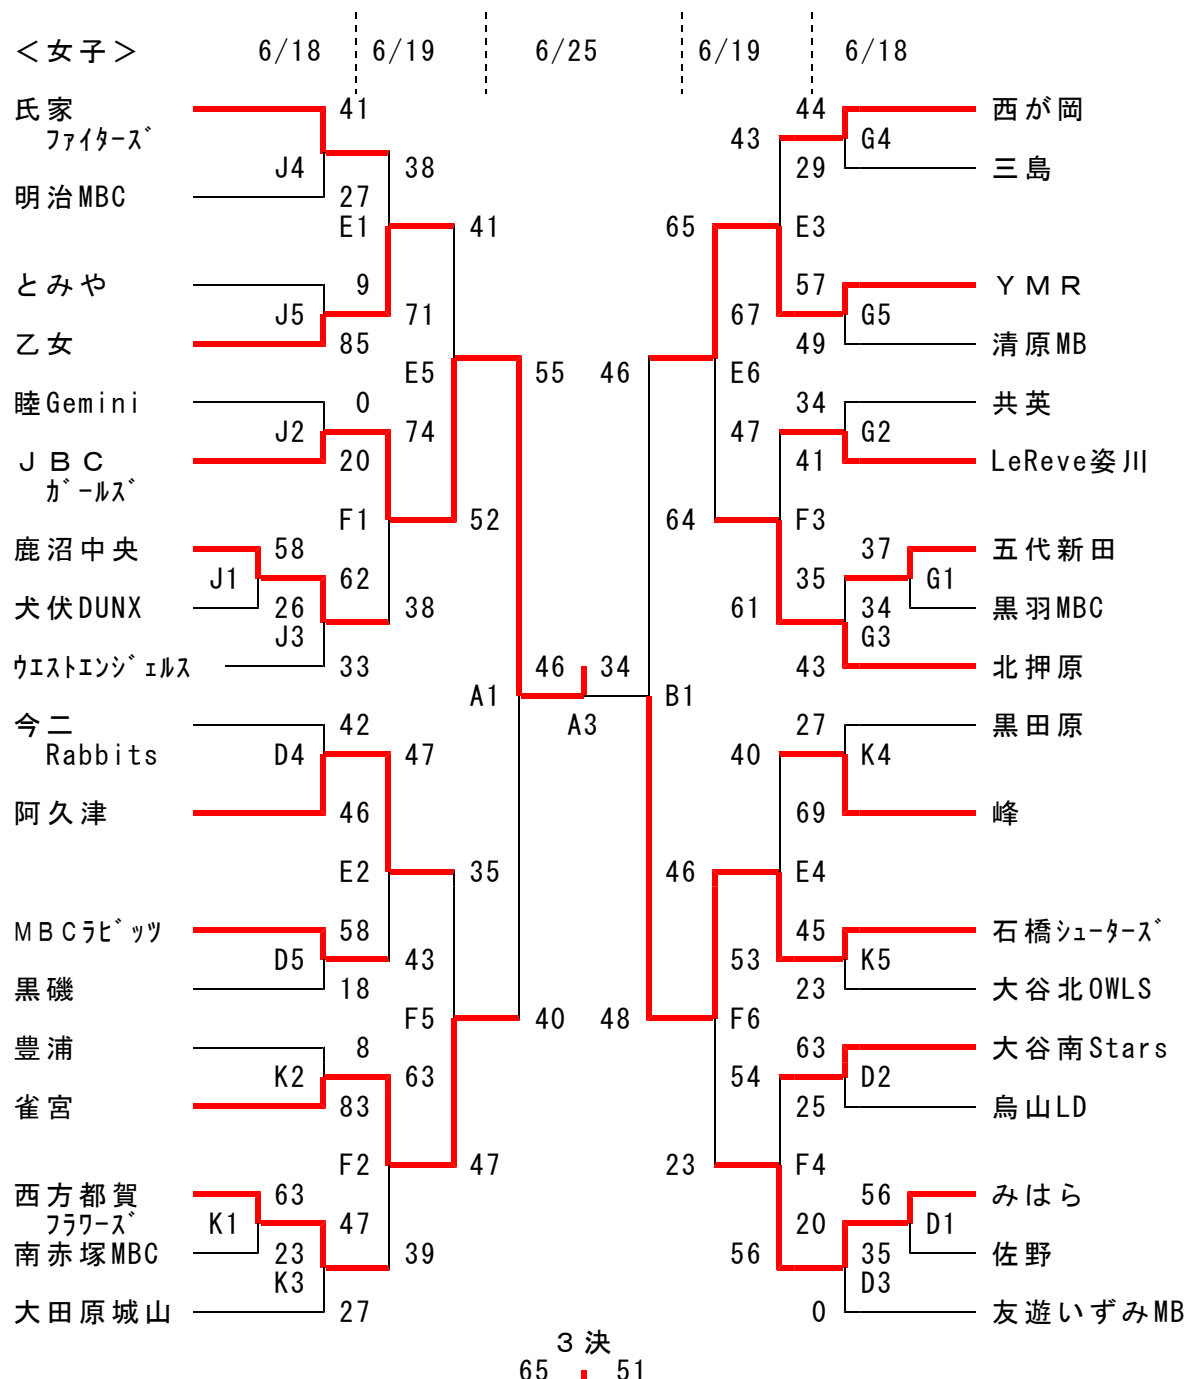 ＜女子＞ 6/18 6/19 6/25 6/19 6/18
氏家 41 44 西が岡
ファイターズ 43 G4
J4 38 29 三島
明治MBC 27
E1 41 65 E3
とみや 9 57 ＹＭＲ
J5 71 67 G5
乙女 85 49 清原MB
E5 55 46 E6
睦Gemini 0 34 共英
J2 74 47 G2
ＪＢＣ 20 41 LeReve姿川
ガールズ
F1 52 64 F3
鹿沼中央 58 37 五代新田
J1 62 35 G1
犬伏DUNX 26 38 61 34 黒羽MBC
J3 G3
ウエストエンジェルス 33 46 34 43 北押原
A1 B1
今二 42 A3 27 黒田原
Rabbits D4 47 40 K4
阿久津 46 69 峰
E2 35 46 E4
ＭＢＣラビッツ 58 45 石橋シューターズ
D5 43 53 K5
黒磯 18 23 大谷北OWLS
F5 40 48 F6
豊浦 8 63 大谷南Stars
K2 63 54 D2
雀宮 83 25 烏山LD
F2 47 23 F4
西方都賀 63 56 みはら
フラワーズ K1 47 20 D1
南赤塚MBC 23 39 56 35 佐野
K3 D3
大田原城山 27 0 友遊いずみMB
３決
65 51